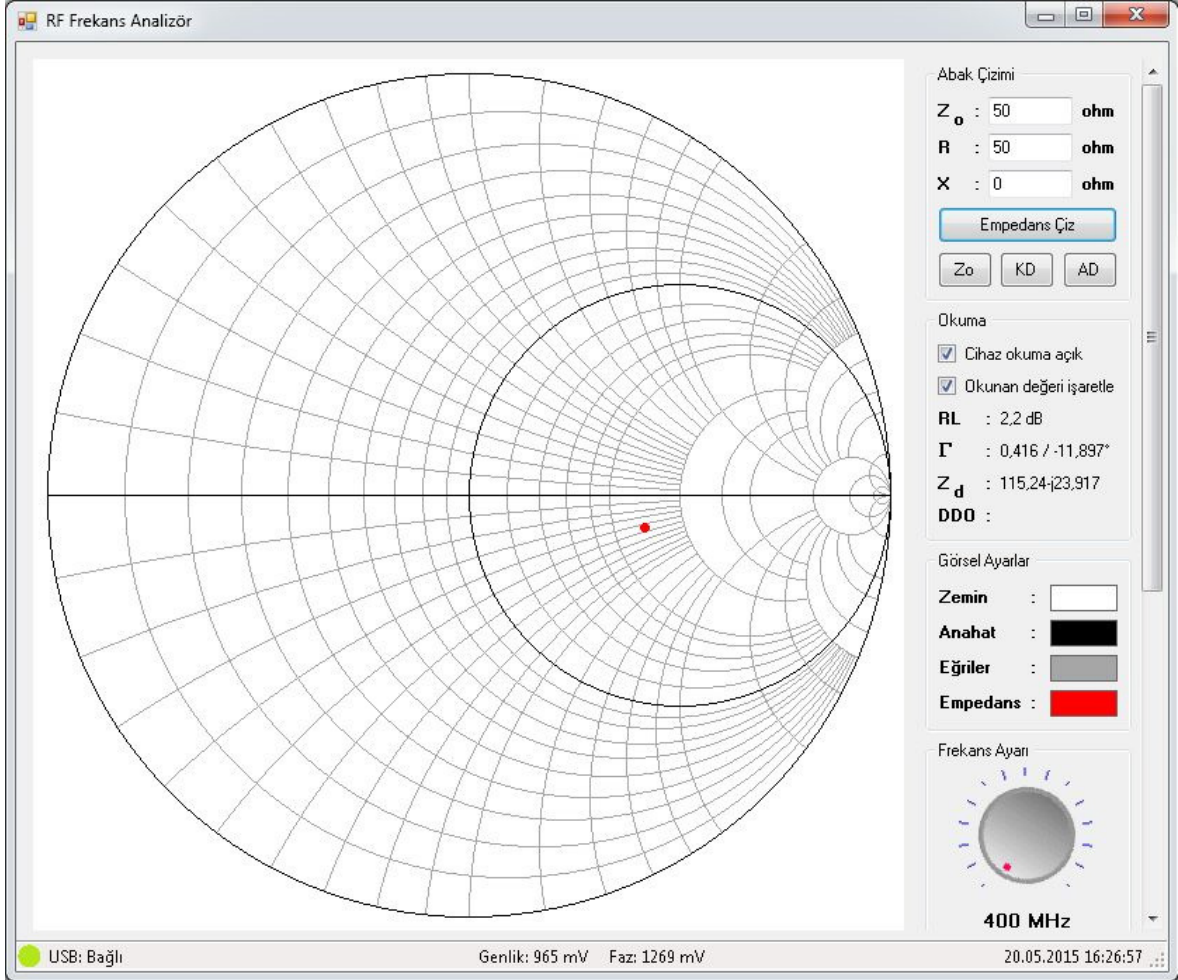 RF Frekans Analizör
Abak Çizimi
Zo : 50 ohm
R : 50 ohm
X : 0 ohm
Empedans Çiz
Zo KD AD
Okuma
Cihaz okuma açık
Okunan değeri işaretle
RL : 2,2 dB
Γ : 0,416 / -11,897°
Zd : 115,24-j23,917
DDO :
Görsel Ayarlar
Zemin :
Anahat :
Eğriler :
Empedans :
Frekans Ayarı
400 MHz
USB: Bağlı Genlik: 965 mV Faz: 1269 mV 20.05.2015 16:26:57